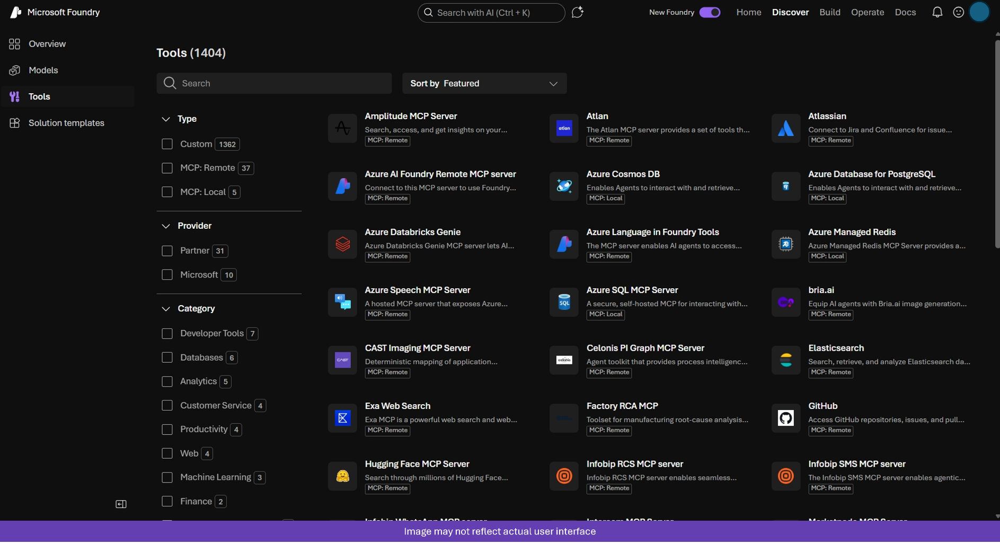 Microsoft Foundry
Search with AI (Ctrl + K)
New Foundry
Home
Discover
Build
Operate
Docs
Overview
Models
Tools
Solution templates
Tools (1404)
Search
Sort by Featured
Type
Custom 1362
MCP: Remote 37
MCP: Local 5
Provider
Partner 31
Microsoft 10
Category
Developer Tools 7
Databases 6
Analytics 5
Customer Service 4
Productivity 4
Web 4
Machine Learning 3
Finance 2
Amplitude MCP Server
Search, access, and get insights on your...
MCP: Remote
atlan
Atlan
The Atlan MCP server provides a set of tools th...
MCP: Remote
Atlassian
Connect to Jira and Confluence for issue...
MCP: Remote
Azure AI Foundry Remote MCP server
Connect to this MCP server to use Foundry...
MCP: Remote
Azure Cosmos DB
Enables Agents to interact with and retrieve...
MCP: Local
Azure Database for PostgreSQL
Enables Agents to interact with and retrieve...
MCP: Local
Azure Databricks Genie
Azure Databricks Genie MCP server lets AI...
MCP: Remote
Azure Language in Foundry Tools
The MCP server enables AI agents to access...
MCP: Remote
Azure Managed Redis
Azure Managed Redis MCP Server provides a...
MCP: Local
Azure Speech MCP Server
A hosted MCP server that exposes Azure...
MCP: Remote
SQL
Azure SQL MCP Server
A secure, self-hosted MCP for interacting with...
MCP: Local
bria.ai
Equip AI agents with Bria.ai image generation...
MCP: Remote
CAST
CAST Imaging MCP Server
Deterministic mapping of application...
MCP: Remote
celonis
Celonis PI Graph MCP Server
Agent toolkit that provides process intelligenc...
MCP: Remote
Elasticsearch
Search, retrieve, and analyze Elasticsearch da...
MCP: Remote
Exa Web Search
Exa MCP is a powerful web search and web...
MCP: Remote
Factory RCA MCP
Toolset for manufacturing root-cause analysis...
MCP: Remote
GitHub
Access GitHub repositories, issues, and pull...
MCP: Remote
Hugging Face MCP Server
Search through millions of Hugging Face...
MCP: Remote
Infobip RCS MCP server
Infobip RCS MCP server enables seamless...
MCP: Remote
Infobip SMS MCP server
The Infobip SMS MCP server enables agentic...
MCP: Remote
Infobip WhatsApp MCP server
Intercom MCP Server
Marketnode MCP Server
Image may not reflect actual user interface